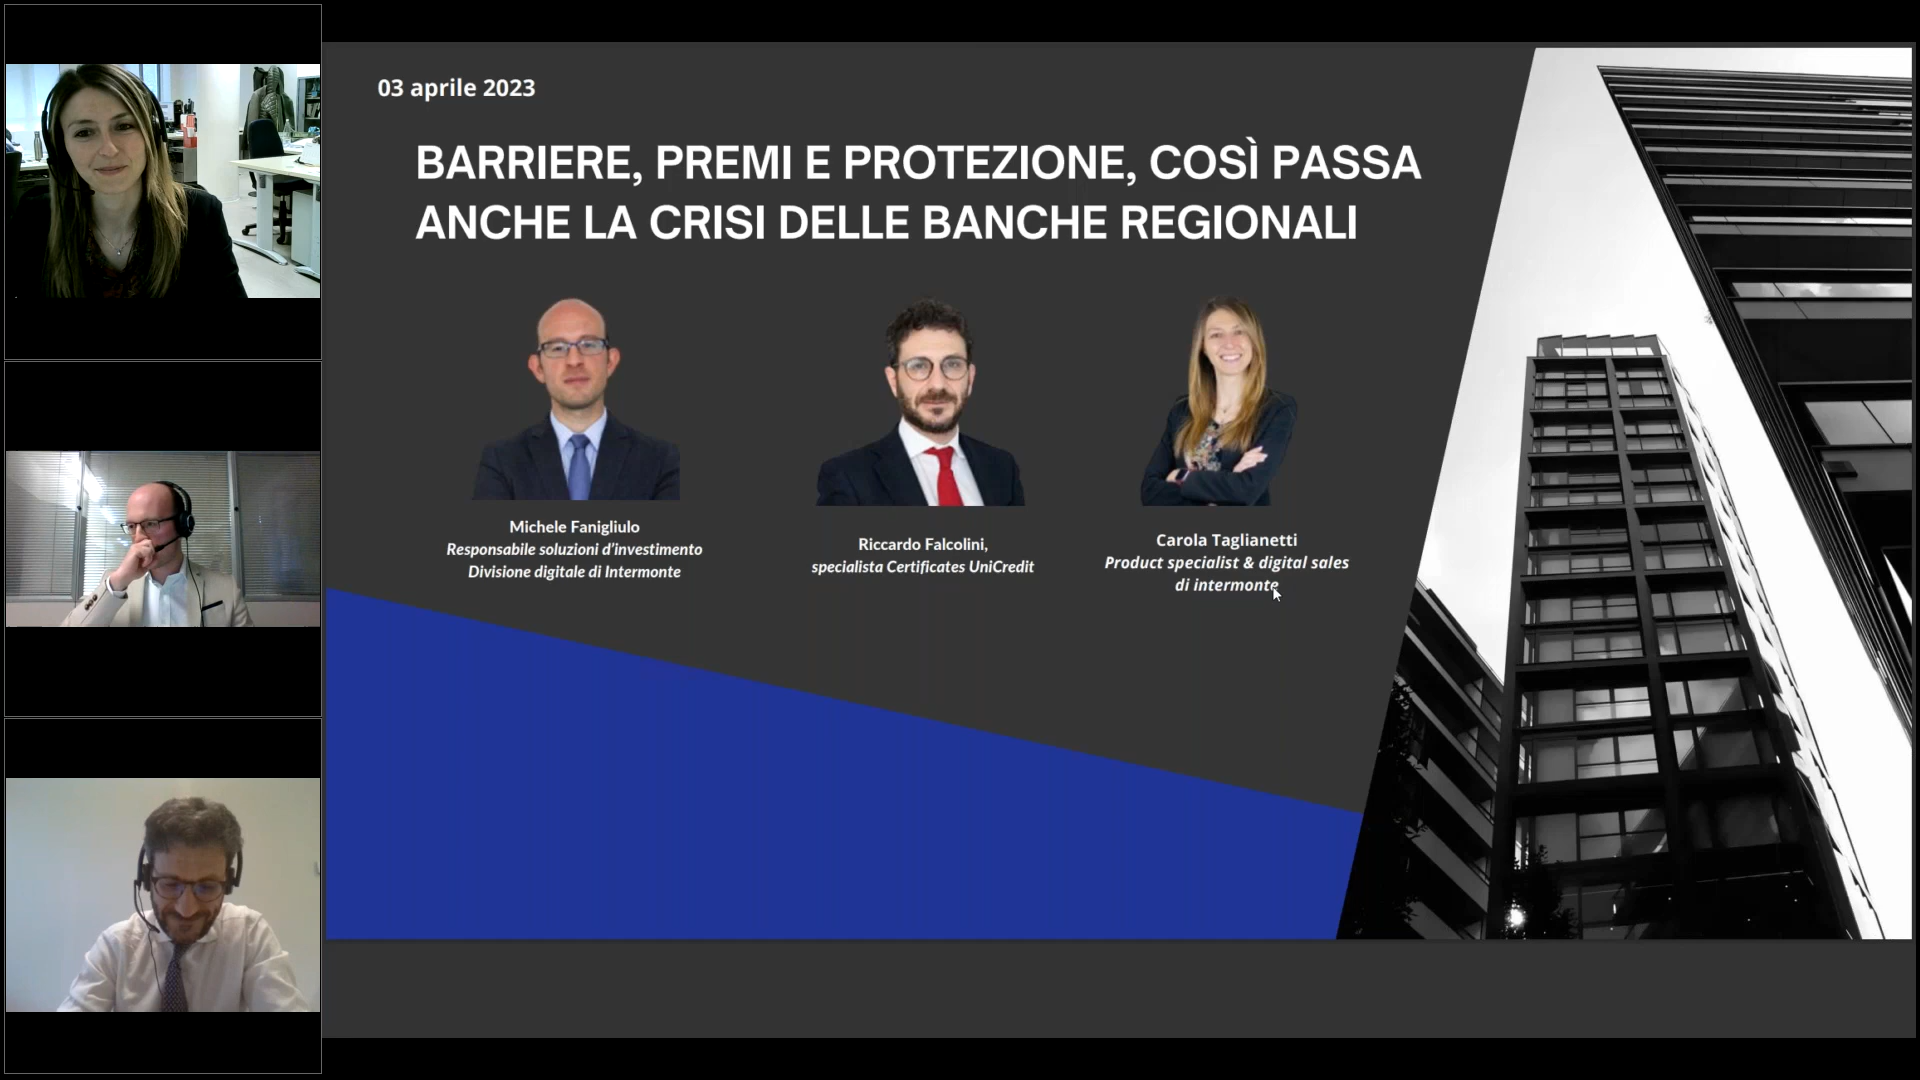 03 aprile 2023
BARRIERE, PREMI E PROTEZIONE, COSÌ PASSA
ANCHE LA CRISI DELLE BANCHE REGIONALI
Michele Fanigliulo
Responsabile soluzioni d'investimento
Divisione digitale di Intermonte
Riccardo Falcolini,
specialista Certificates UniCredit
Carola Taglianetti
Product specialist & digital sales
di intermonte